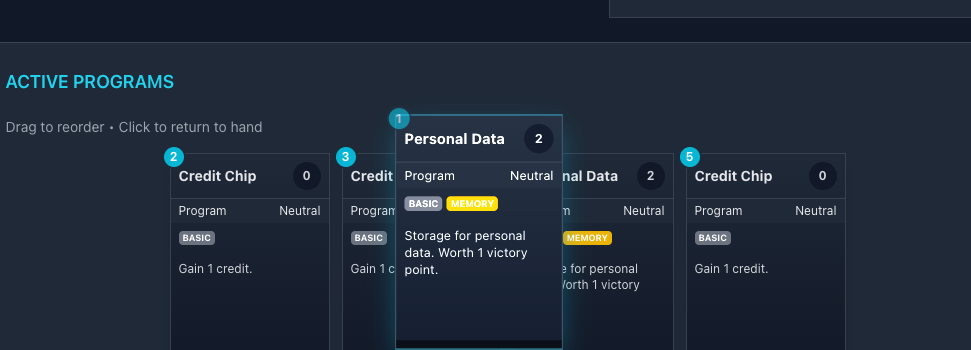 ACTIVE PROGRAMS
Drag to reorder • Click to return to hand
1
Personal Data
2
Program
Neutral
BASIC
MEMORY
Storage for personal
data. Worth 1 victory
point.
2
Credit Chip
0
Program
Neutral
BASIC
Gain 1 credit.
3
Credit
Program
BASIC
Gain 1 c
nal Data
2
m
Neutral
MEMORY
e for personal
Worth 1 victory
5
Credit Chip
0
Program
Neutral
BASIC
Gain 1 credit.